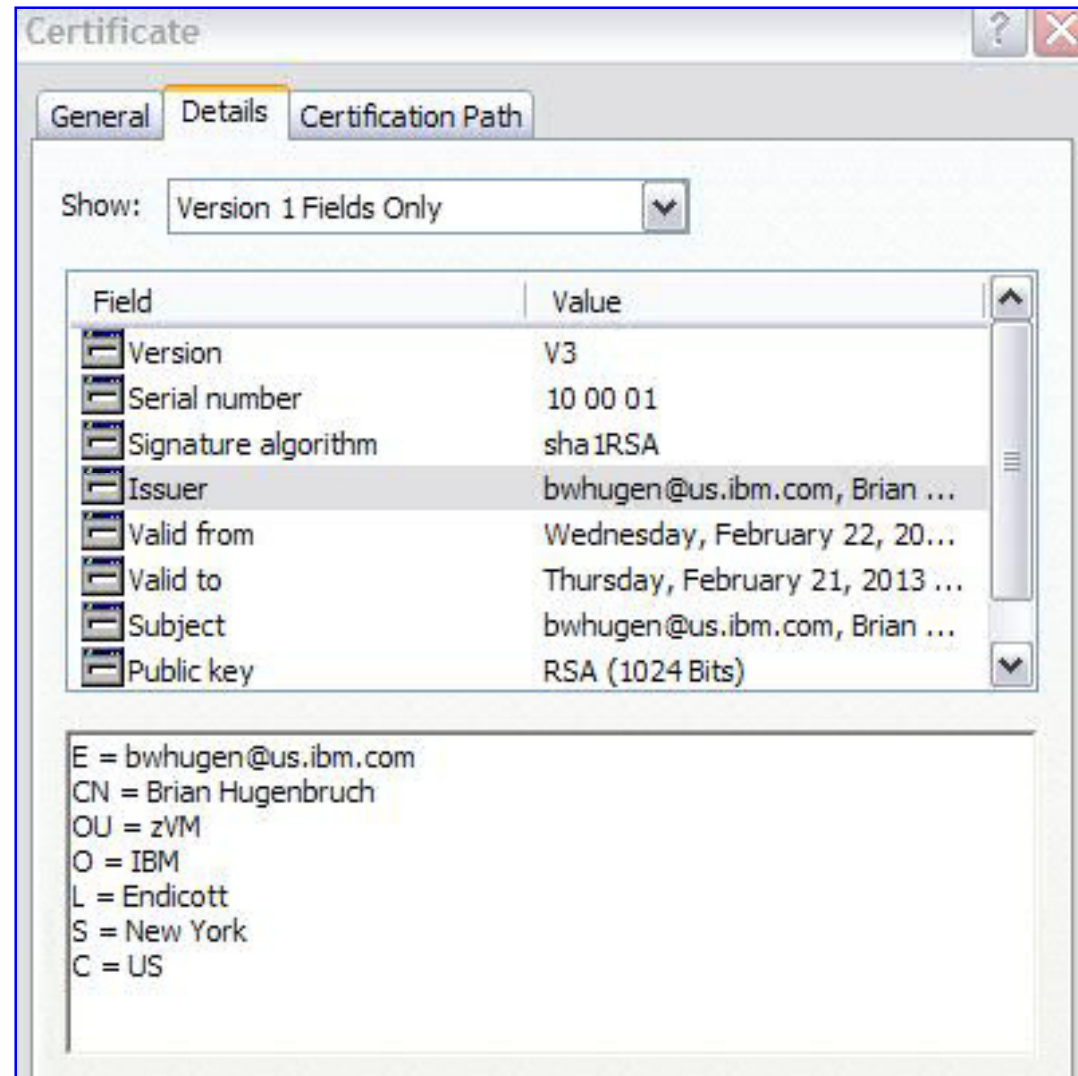 Certificate
General Details Certification Path
Show: Version 1 Fields Only
Field Value
Version V3
Serial number 10 00 01
Signature algorithm sha1RSA
Issuer bwhugen@us.ibm.com, Brian ...
Valid from Wednesday, February 22, 20...
Valid to Thursday, February 21, 2013 ...
Subject bwhugen@us.ibm.com, Brian ...
Public key RSA (1024 Bits)
E = bwhugen@us.ibm.com
CN = Brian Hugenbruch
OU = zVM
O = IBM
L = Endicott
S = New York
C = US